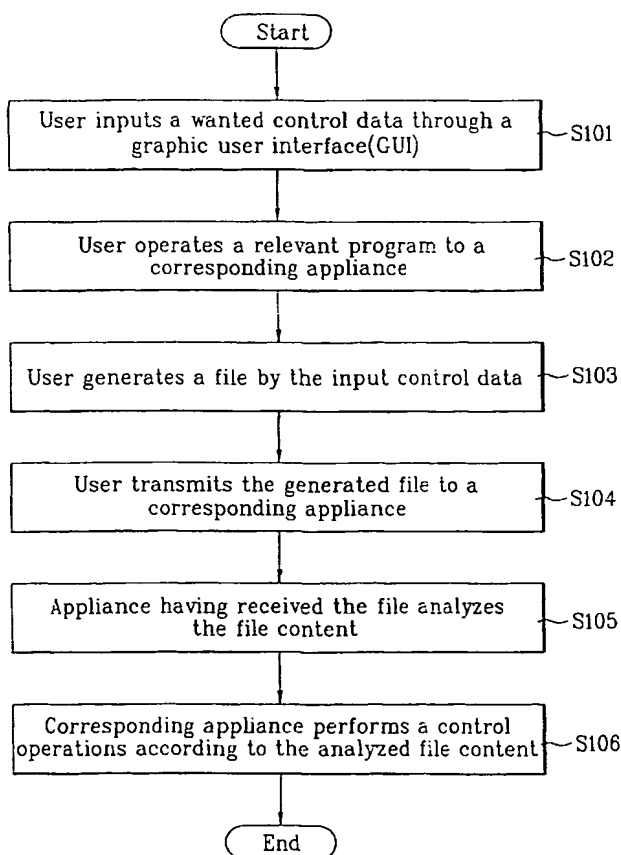 Start
User inputs a wanted control data through a
graphic user interface(GUI)
S101
User operates a relevant program to a
corresponding appliance
S102
User generates a file by the input control data
S103
User transmits the generated file to a
corresponding appliance
S104
Appliance having received the file analyzes
the file content
S105
Corresponding appliance performs a control
operations according to the analyzed file content
S106
End